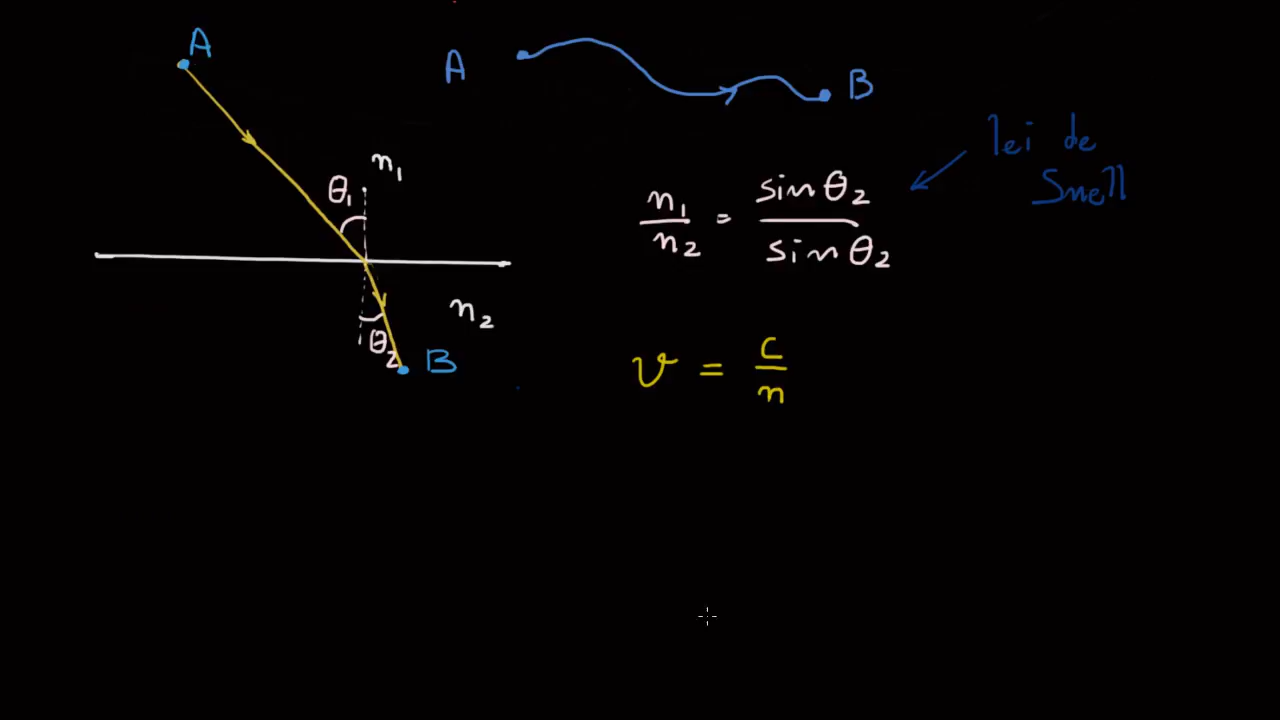 A
A
B
lei de
Snell
n₁
θ₁
n₁/n₂ = sin θ₂/sin θ₂
n₂
θ₂
B
v = c/n